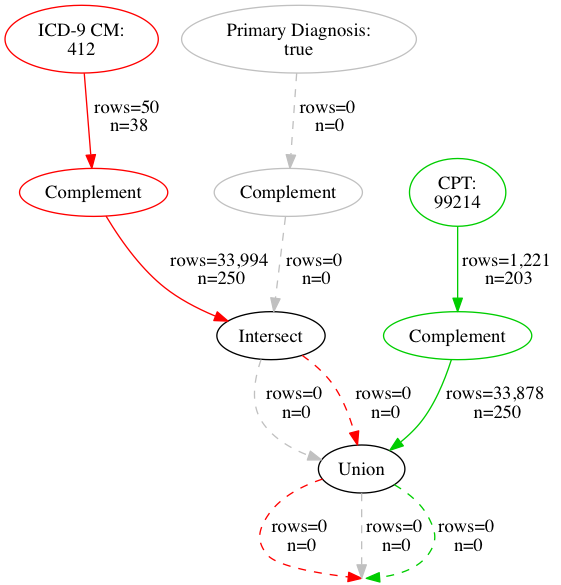 ICD-9 CM:
412
Primary Diagnosis:
true
rows=50
n=38
rows=0
n=0
Complement
Complement
CPT:
99214
rows=33,994
n=250
rows=0
n=0
rows=1,221
n=203
Intersect
Complement
rows=0
n=0
rows=0
n=0
rows=33,878
n=250
Union
rows=0
n=0
rows=0
n=0
rows=0
n=0